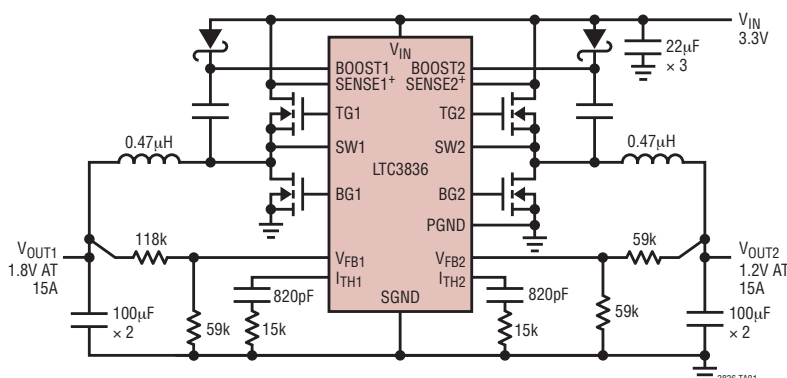 V_IN
3.3V
22µF
× 3
V_IN
BOOST1 BOOST2
SENSE1+ SENSE2+
TG1 TG2
0.47µH 0.47µH
SW1 SW2
LTC3836
BG1 BG2
PGND
118k 59k
V_OUT1
1.8V AT
15A
V_FB1 V_FB2
V_OUT2
1.2V AT
15A
I_TH1 I_TH2
SGND
820pF 820pF
100µF
× 2
59k 15k 15k 59k
100µF
× 2
3836 TA01